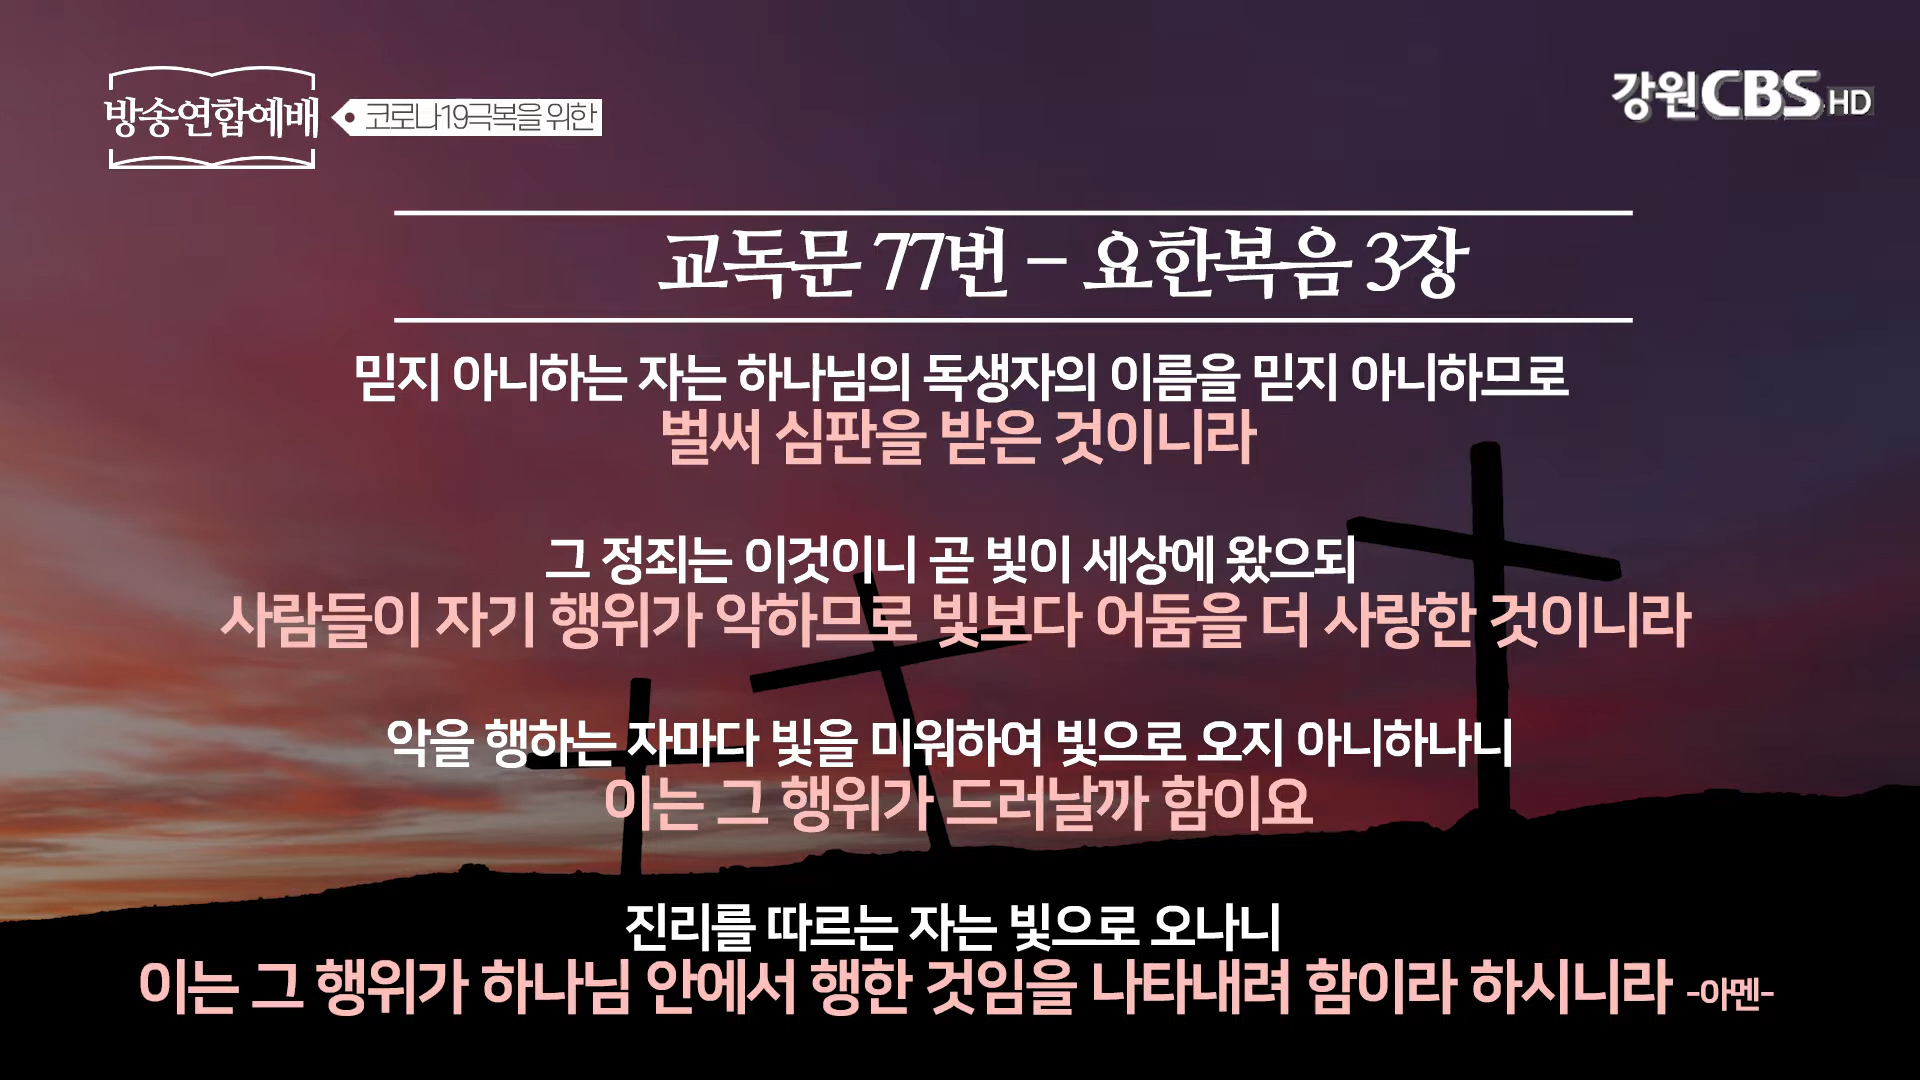 방송연합예배
코로나19극복을 위한
강원CBS HD
교독문 77번 - 요한복음 3장
믿지 아니하는 자는 하나님의 독생자의 이름을 믿지 아니하므로
벌써 심판을 받은 것이니라
그 정죄는 이것이니 곧 빛이 세상에 왔으되
사람들이 자기 행위가 악하므로 빛보다 어둠을 더 사랑한 것이니라
악을 행하는 자마다 빛을 미워하여 빛으로 오지 아니하나니
이는 그 행위가 드러날까 함이요
진리를 따르는 자는 빛으로 오나니
이는 그 행위가 하나님 안에서 행한 것임을 나타내려 함이라 하시니라 -아멘-